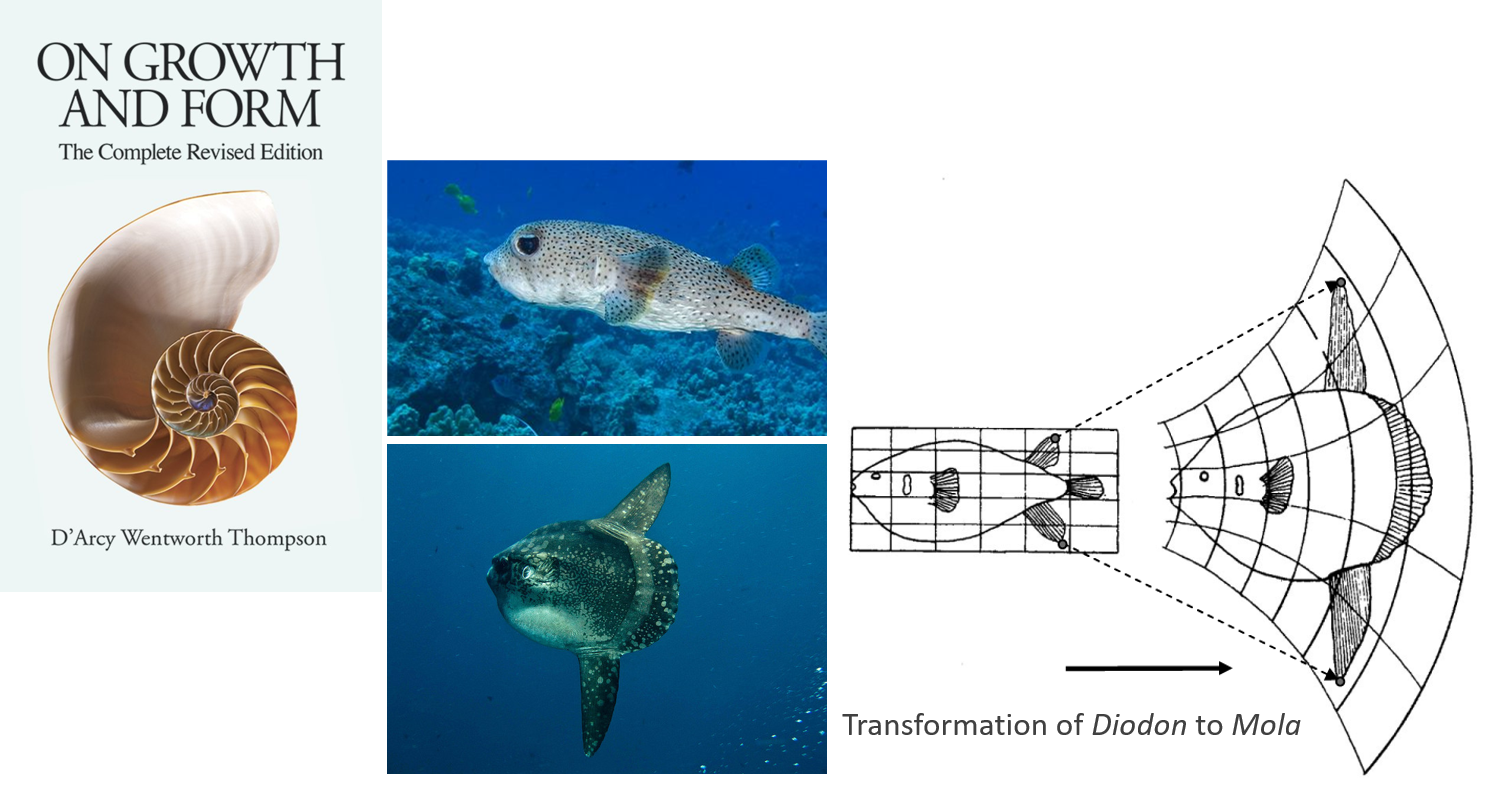 ON GROWTH
AND FORM
The Complete Revised Edition
D'Arcy Wentworth Thompson
Transformation of Diodon to Mola